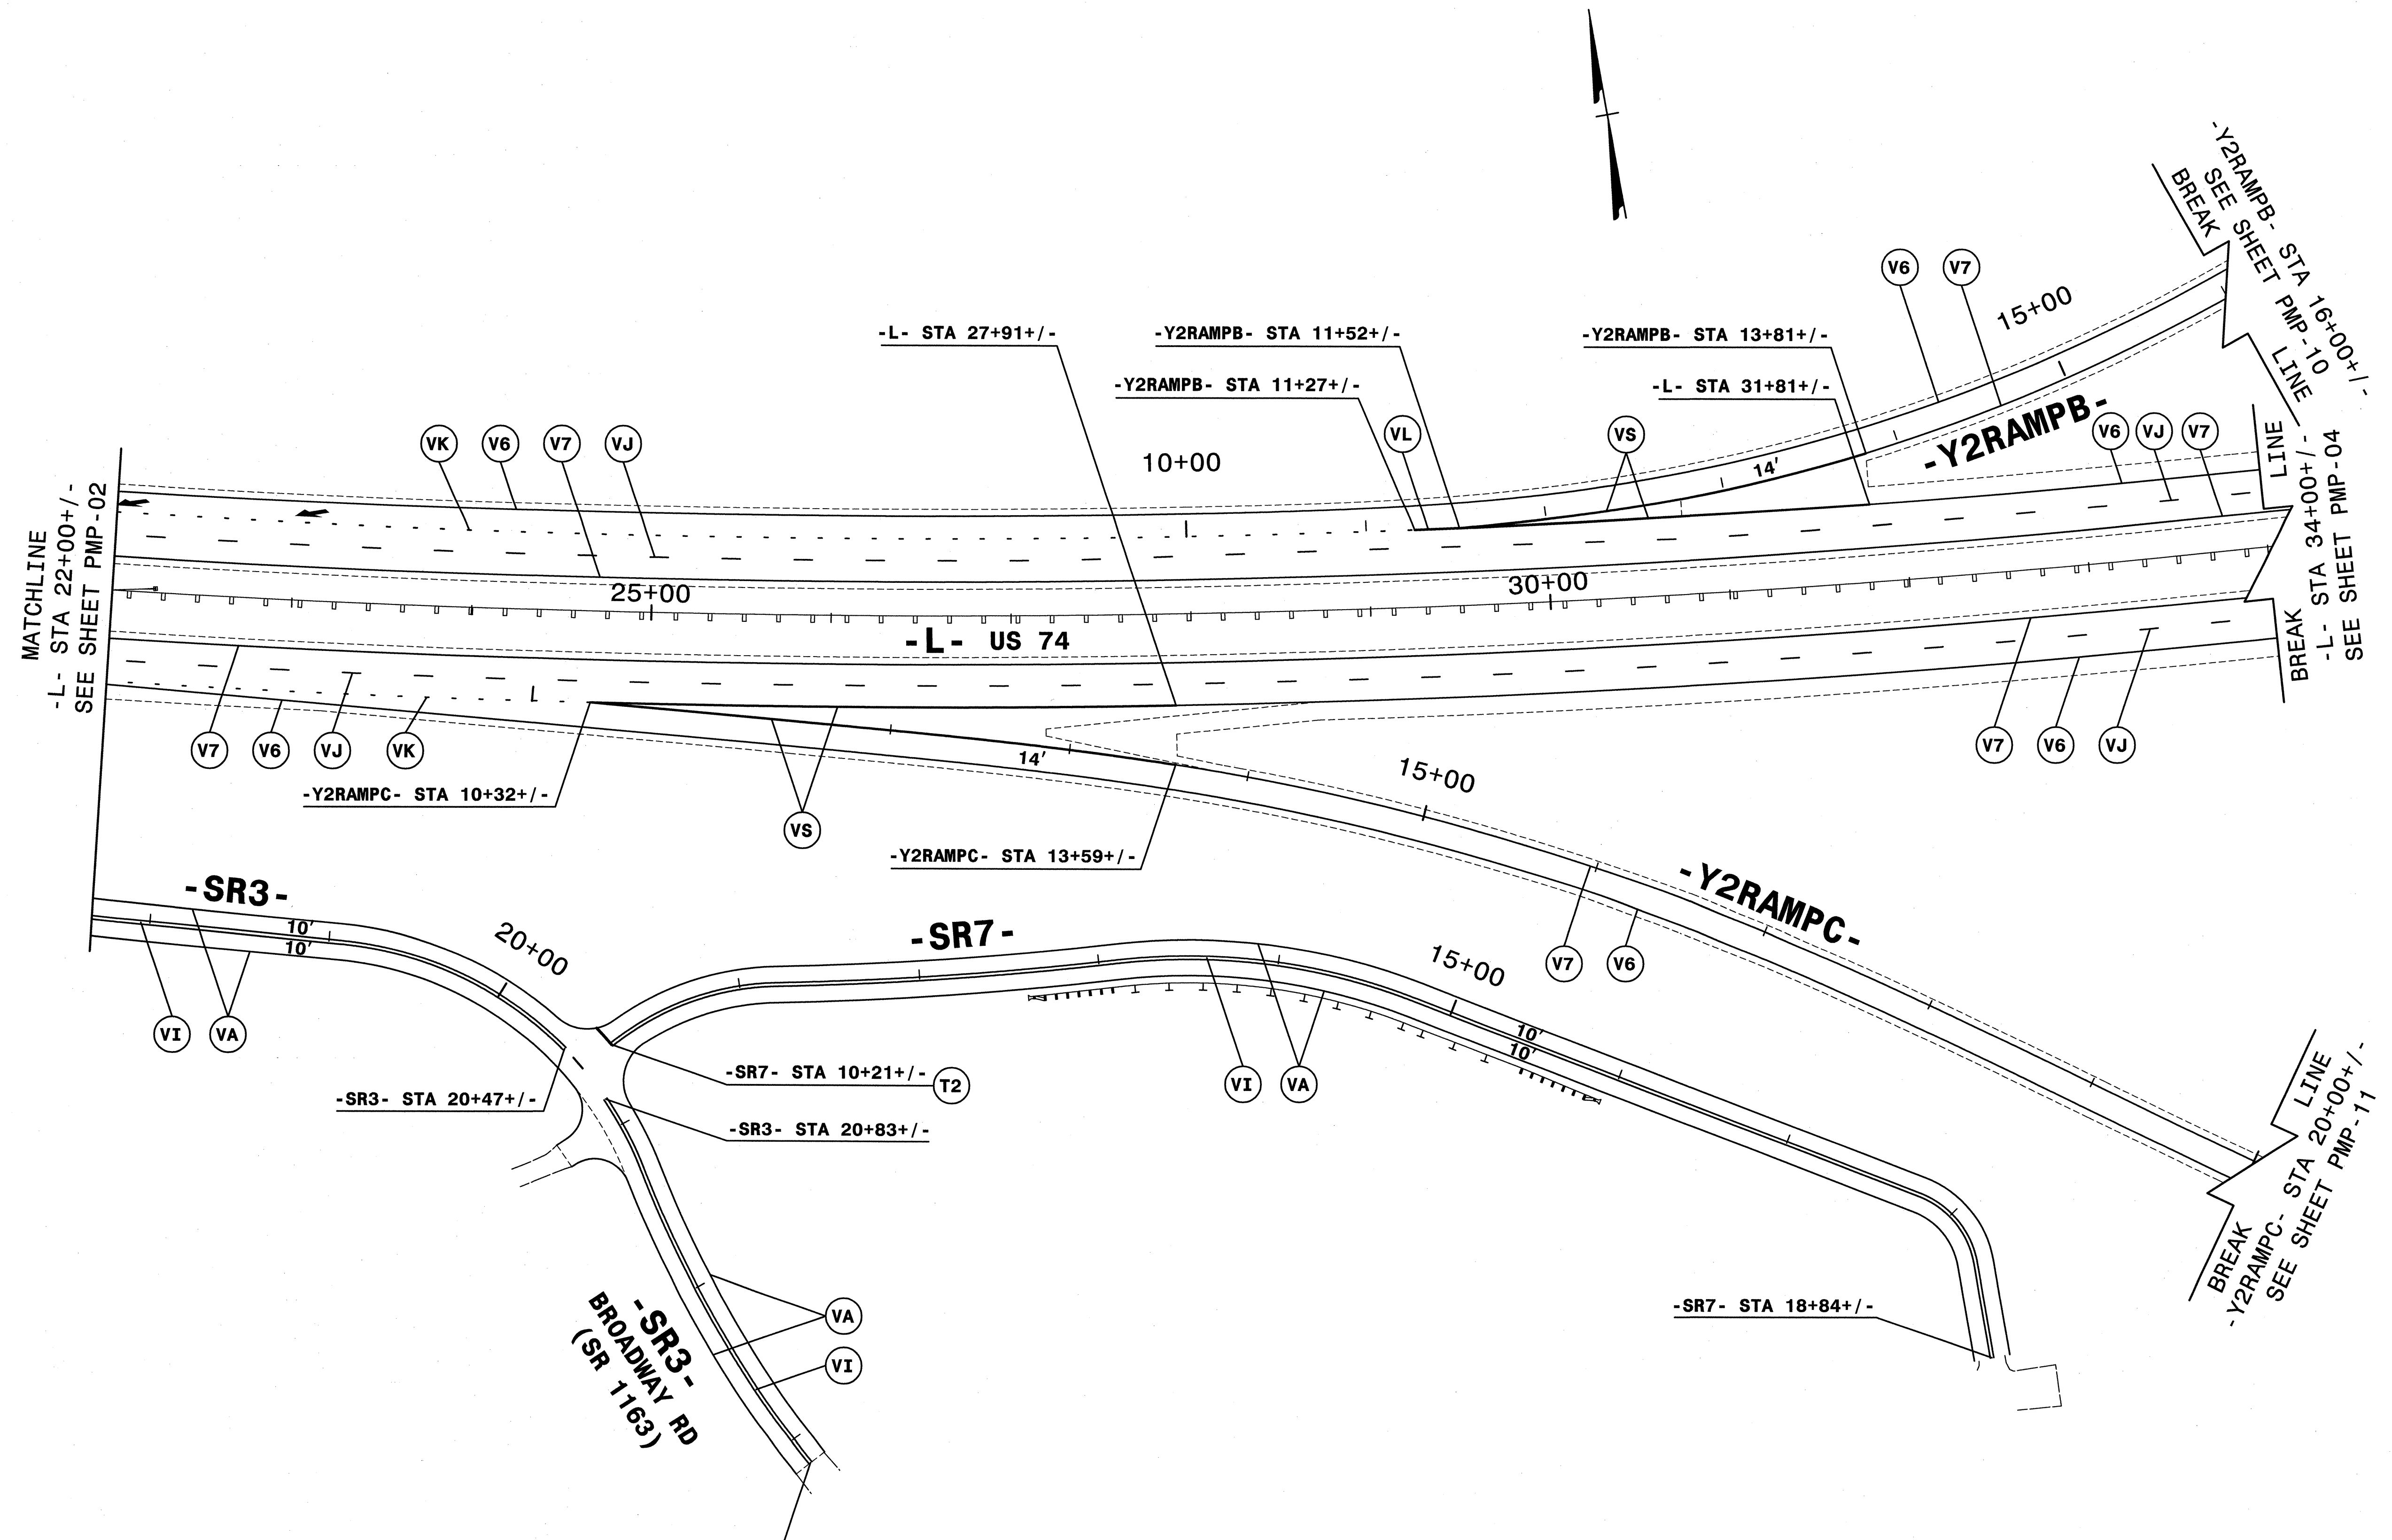 -Y2RAMPB- STA 16+00+/-
SEE SHEET PMP-10
BREAK LINE
V6 V7
15+00
-L- STA 27+91+/-
-Y2RAMPB- STA 11+52+/-
-Y2RAMPB- STA 13+81+/-
-Y2RAMPB- STA 11+27+/-
-L- STA 31+81+/-
-Y2RAMPB-
VK V6 V7 VJ
10+00
VL
VS
14'
V6 VJ V7
MATCHLINE
-L- STA 22+00+/-
SEE SHEET PMP-02
BREAK LINE
-L- STA 34+00+/-
SEE SHEET PMP-04
25+00
30+00
-L- US 74
V7 V6 VJ VK
14'
V7 V6 VJ
-Y2RAMPC- STA 10+32+/-
VS
15+00
-Y2RAMPC- STA 13+59+/-
-Y2RAMPC-
-SR3-
10'
10'
20+00
-SR7-
15+00
V7 V6
VI VA
10'
10'
-SR7- STA 10+21+/- T2
VI VA
-SR3- STA 20+47+/-
-SR3- STA 20+83+/-
BREAK LINE
-Y2RAMPC- STA 20+00+/-
SEE SHEET PMP-11
-SR7- STA 18+84+/-
VA
VI
-SR3-
BROADWAY RD
(SR 1163)